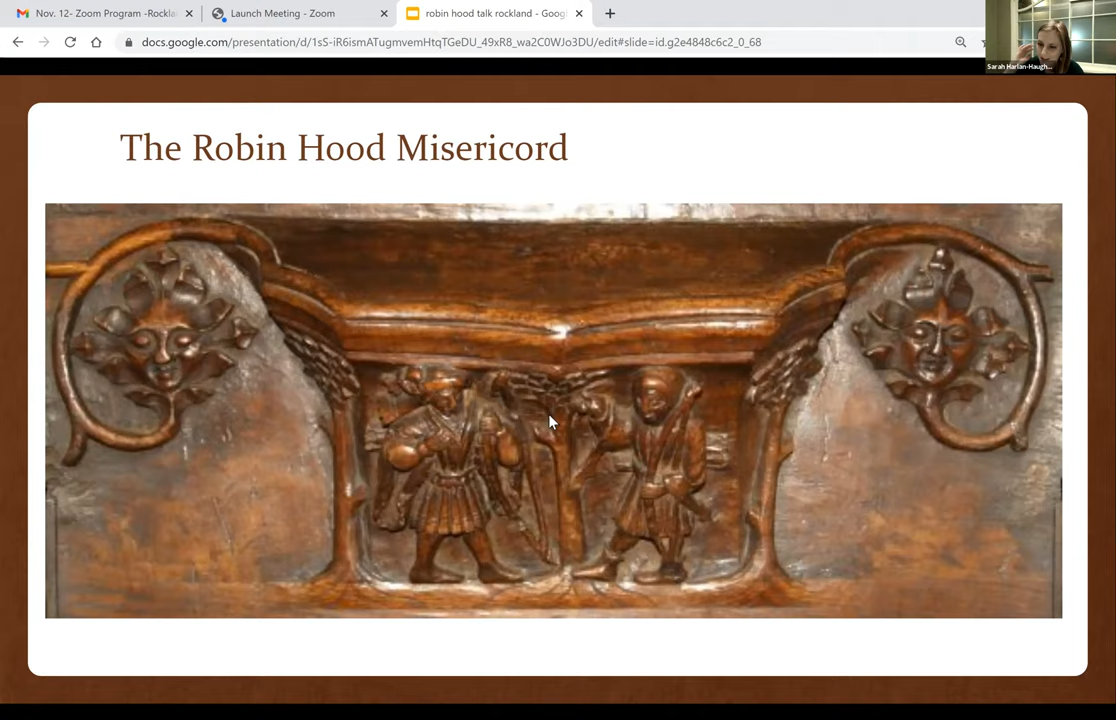 Nov. 12- Zoom Program -Rockla
Launch Meeting - Zoom
robin hood talk rockland - Goog
docs.google.com/presentation/d/1sS-iR6ismATugmvemHtqTGeDU_49xR8_wa2C0WJo3DU/edit#slide=id.g2e4848c6c2_0_68
Sarah Harlan-Haugh...
The Robin Hood Misericord